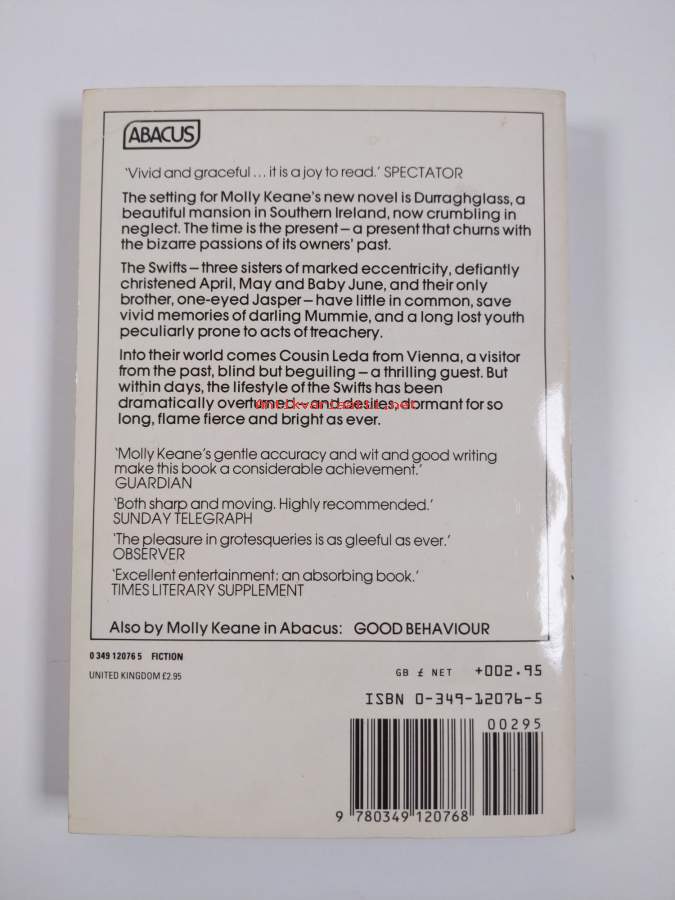 ABACUS
'Vivid and graceful ... it is a joy to read.' SPECTATOR
The setting for Molly Keane's new novel is Durraghglass, a
beautiful mansion in Southern Ireland, now crumbling in
neglect. The time is the present – a present that churns with
the bizarre passions of its owners' past.
The Swifts – three sisters of marked eccentricity, defiantly
christened April, May and Baby June, and their only
brother, one-eyed Jasper – have little in common, save
vivid memories of darling Mummie, and a long lost youth
peculiarly prone to acts of treachery.
Into their world comes Cousin Leda from Vienna, a visitor
from the past, blind but beguiling – a thrilling guest. But
within days, the lifestyle of the Swifts has been
dramatically overturned – and desires, dormant for so
long, flame fierce and bright as ever.
'Molly Keane's gentle accuracy and wit and good writing
make this book a considerable achievement.'
GUARDIAN
'Both sharp and moving. Highly recommended.'
SUNDAY TELEGRAPH
'The pleasure in grotesqueries is as gleeful as ever.'
OBSERVER
'Excellent entertainment: an absorbing book.'
TIMES LITERARY SUPPLEMENT
Also by Molly Keane in Abacus: GOOD BEHAVIOUR
0 349 12076 5 FICTION
UNITED KINGDOM £2.95
GB £ NET +002.95
ISBN 0-349-12076-5
00295
9 780349 120768